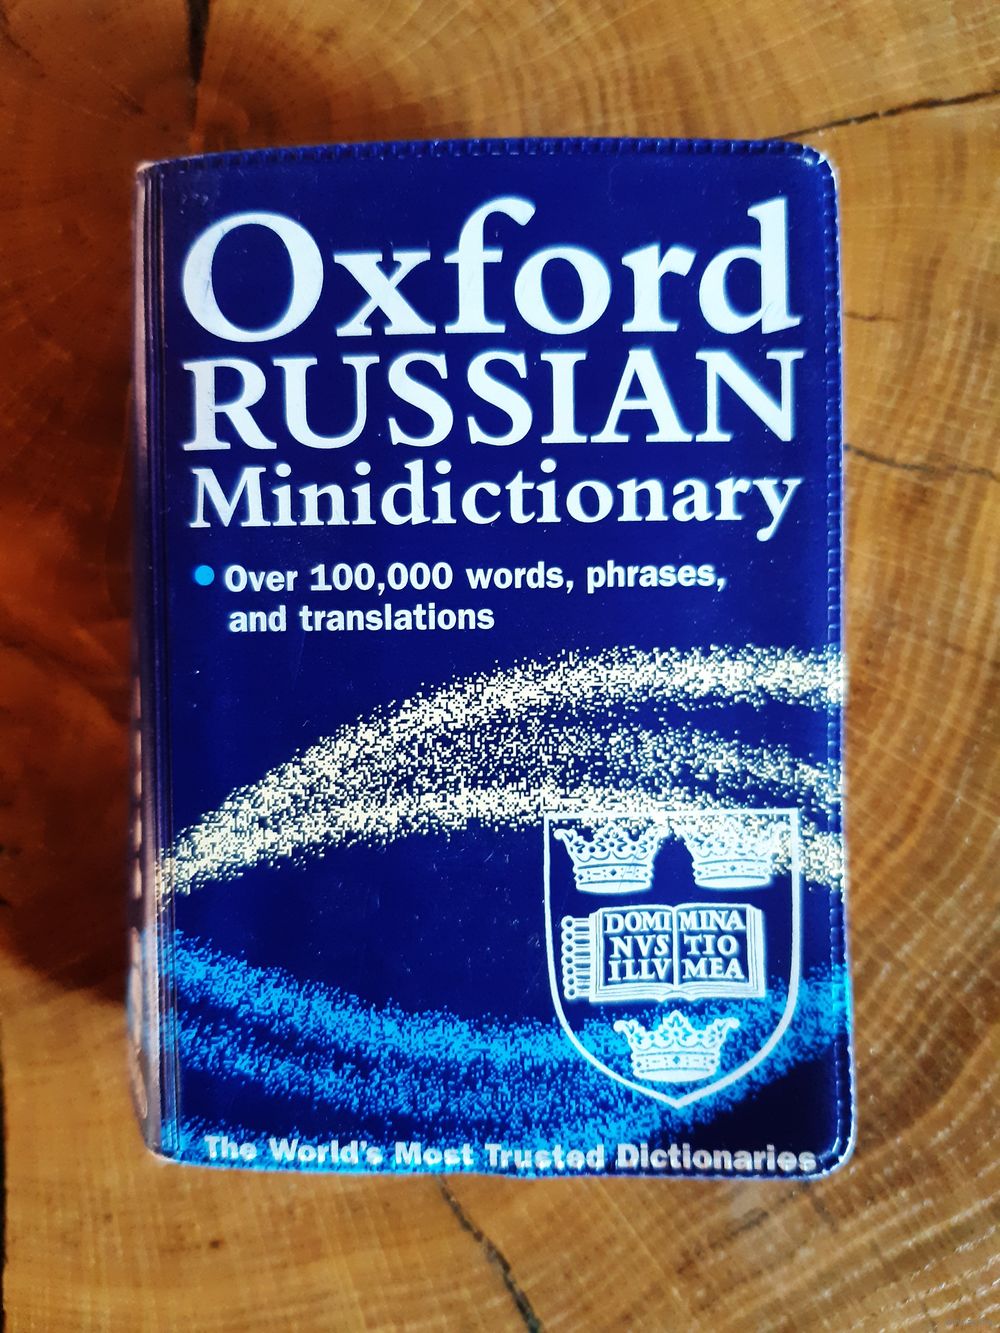 Oxford
RUSSIAN
Minidictionary
• Over 100,000 words, phrases,
and translations
DOMI MINA
NVS TIO
ILLV MEA
The World's Most Trusted Dictionaries